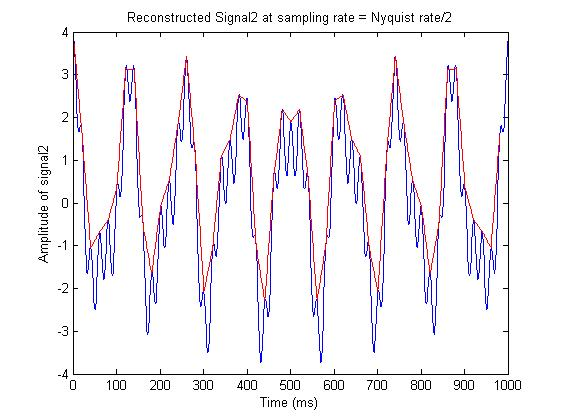 Reconstructed Signal2 at sampling rate = Nyquist rate/2
4
3
2
1
0
-1
-2
-3
-4
Amplitude of signal2
0 100 200 300 400 500 600 700 800 900 1000
Time (ms)